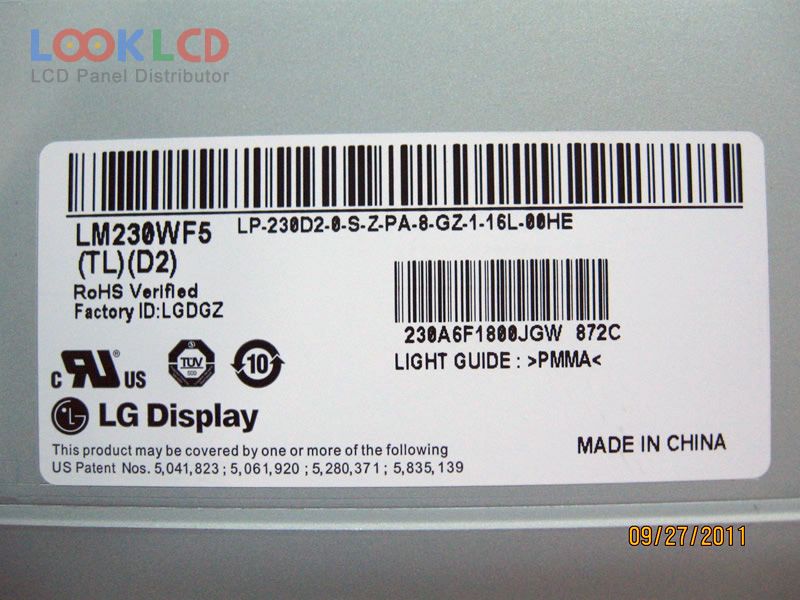 LOOKLCD
LCD Panel Distributor
LM230WF5
LP-230D2-0-S-Z-PA-8-GZ-1-16L-00HE
(TL)(D2)
RoHS Verified
Factory ID:LGDGZ
230A6F1800JGW 872C
LIGHT GUIDE : >PMMA<
c RU ® US
TÜV
10
LG Display
This product may be covered by one or more of the following
US Patent Nos. 5,041,823 ; 5,061,920 ; 5,280,371 ; 5,835,139
MADE IN CHINA
09/27/2011